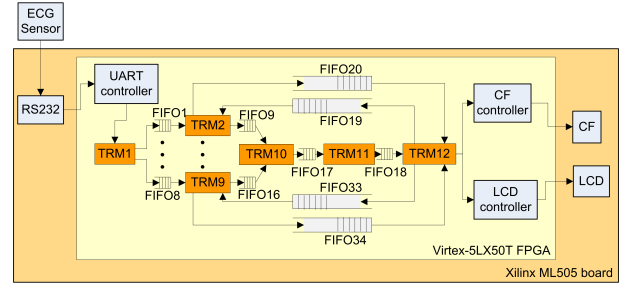 ECG
Sensor
RS232
UART
controller
FIFO20
FIFO19
FIFO1
FIFO9
TRM2
TRM1
TRM10
TRM11
TRM12
FIFO17
FIFO18
TRM9
FIFO8
FIFO16
FIFO33
FIFO34
CF
controller
CF
LCD
controller
LCD
Virtex-5LX50T FPGA
Xilinx ML505 board